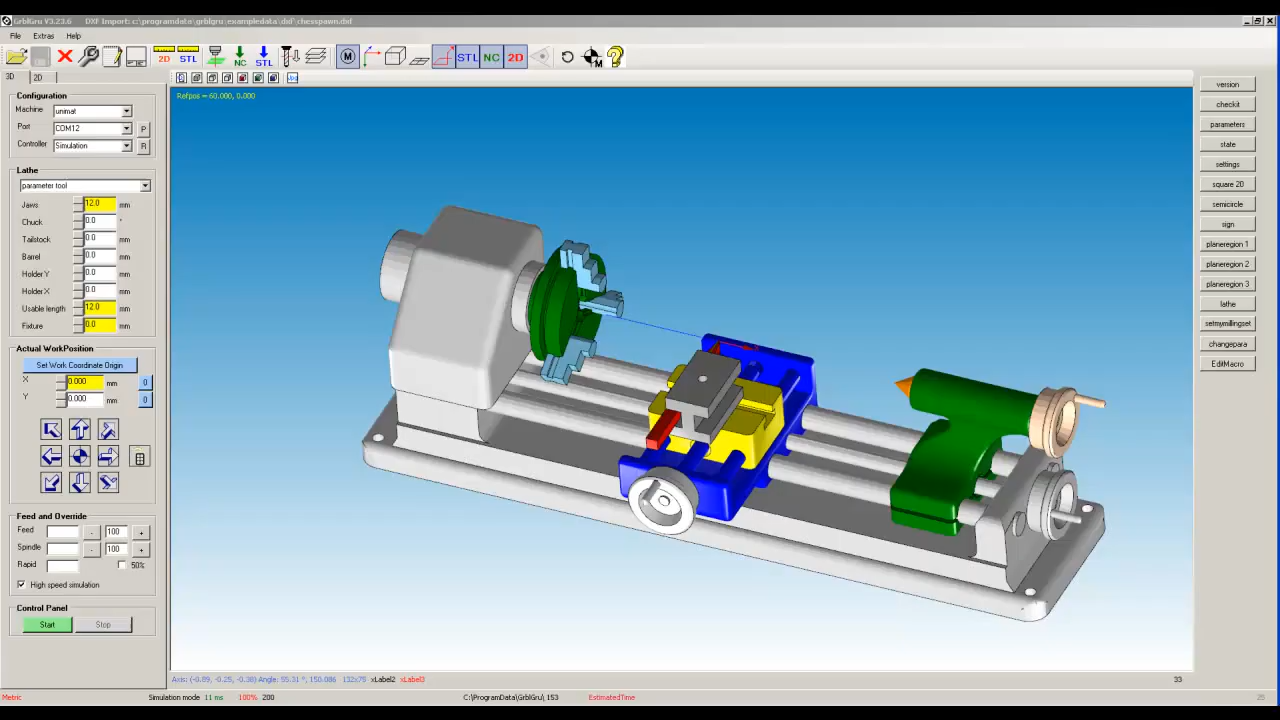 GrblGru V3.23.6 DXF Import: c:\programdata\grblgru\exampledata\dxf\chesspawn.dxf
File Extras Help
2D STL NC STL M STL NC 2D M
3D 2D
Configuration
Machine unimat
Port COM12 P
Controller Simulation R
Lathe
parameter tool
Jaws 12.0 mm
Chuck 0.0 °
Tailstock 0.0 mm
Barrel 0.0 mm
Holder Y 0.0 mm
Holder X 0.0 mm
Usable length 12.0 mm
Fixture 0.0 mm
Actual WorkPosition
Set Work Coordinate Origin
X 0.000 mm 0
Y 0.000 mm 0
Feed and Override
Feed - 100 +
Spindle - 100 +
Rapid 50%
High speed simulation
Control Panel
Start Stop
Refpos = 60.000, 0.000
version
checkit
parameters
state
settings
square 20
semicircle
sign
planeregion 1
planeregion 2
planeregion 3
lathe
setmymillingset
changepara
EditMacro
Axis: (-0.89, -0.25, -0.38) Angle: 55.31 °, 150.086 132x75 xLabel2 xLabel3 33
Metric Simulation mode 11 ms 100% 200 C:\ProgramData\GrblGru\ 153 EstimatedTime